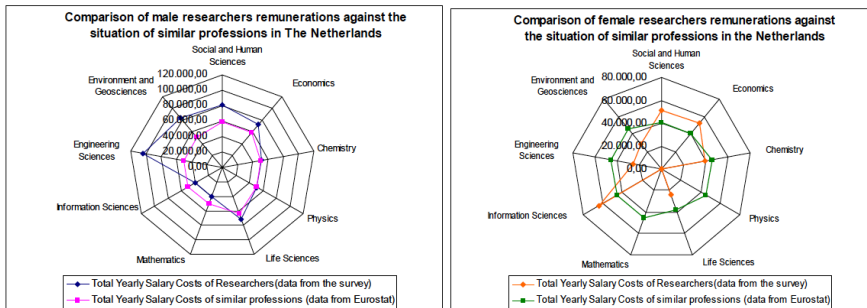 Comparison of male researchers remunerations against the
situation of similar professions in The Netherlands
Social and Human
Sciences
120.000,00
100.000,00
80.000,00
60.000,00
40.000,00
20.000,00
0,00
Economics
Chemistry
Physics
Life Sciences
Mathematics
Information Sciences
Engineering
Sciences
Environment and
Geosciences
Total Yearly Salary Costs of Researchers(data from the survey)
Total Yearly Salary Costs of similar professions (data from Eurostat)
Comparison of female researchers remunerations against
the situation of similar professions in the Netherlands
Social and Human
Sciences
80.000,00
60.000,00
40.000,00
20.000,00
0,00
Economics
Chemistry
Physics
Life Sciences
Mathematics
Information Sciences
Engineering
Sciences
Environment and
Geosciences
Total Yearly Salary Costs of Researchers(data from the survey)
Total Yearly Salary Costs of similar professions (data from Eurostat)